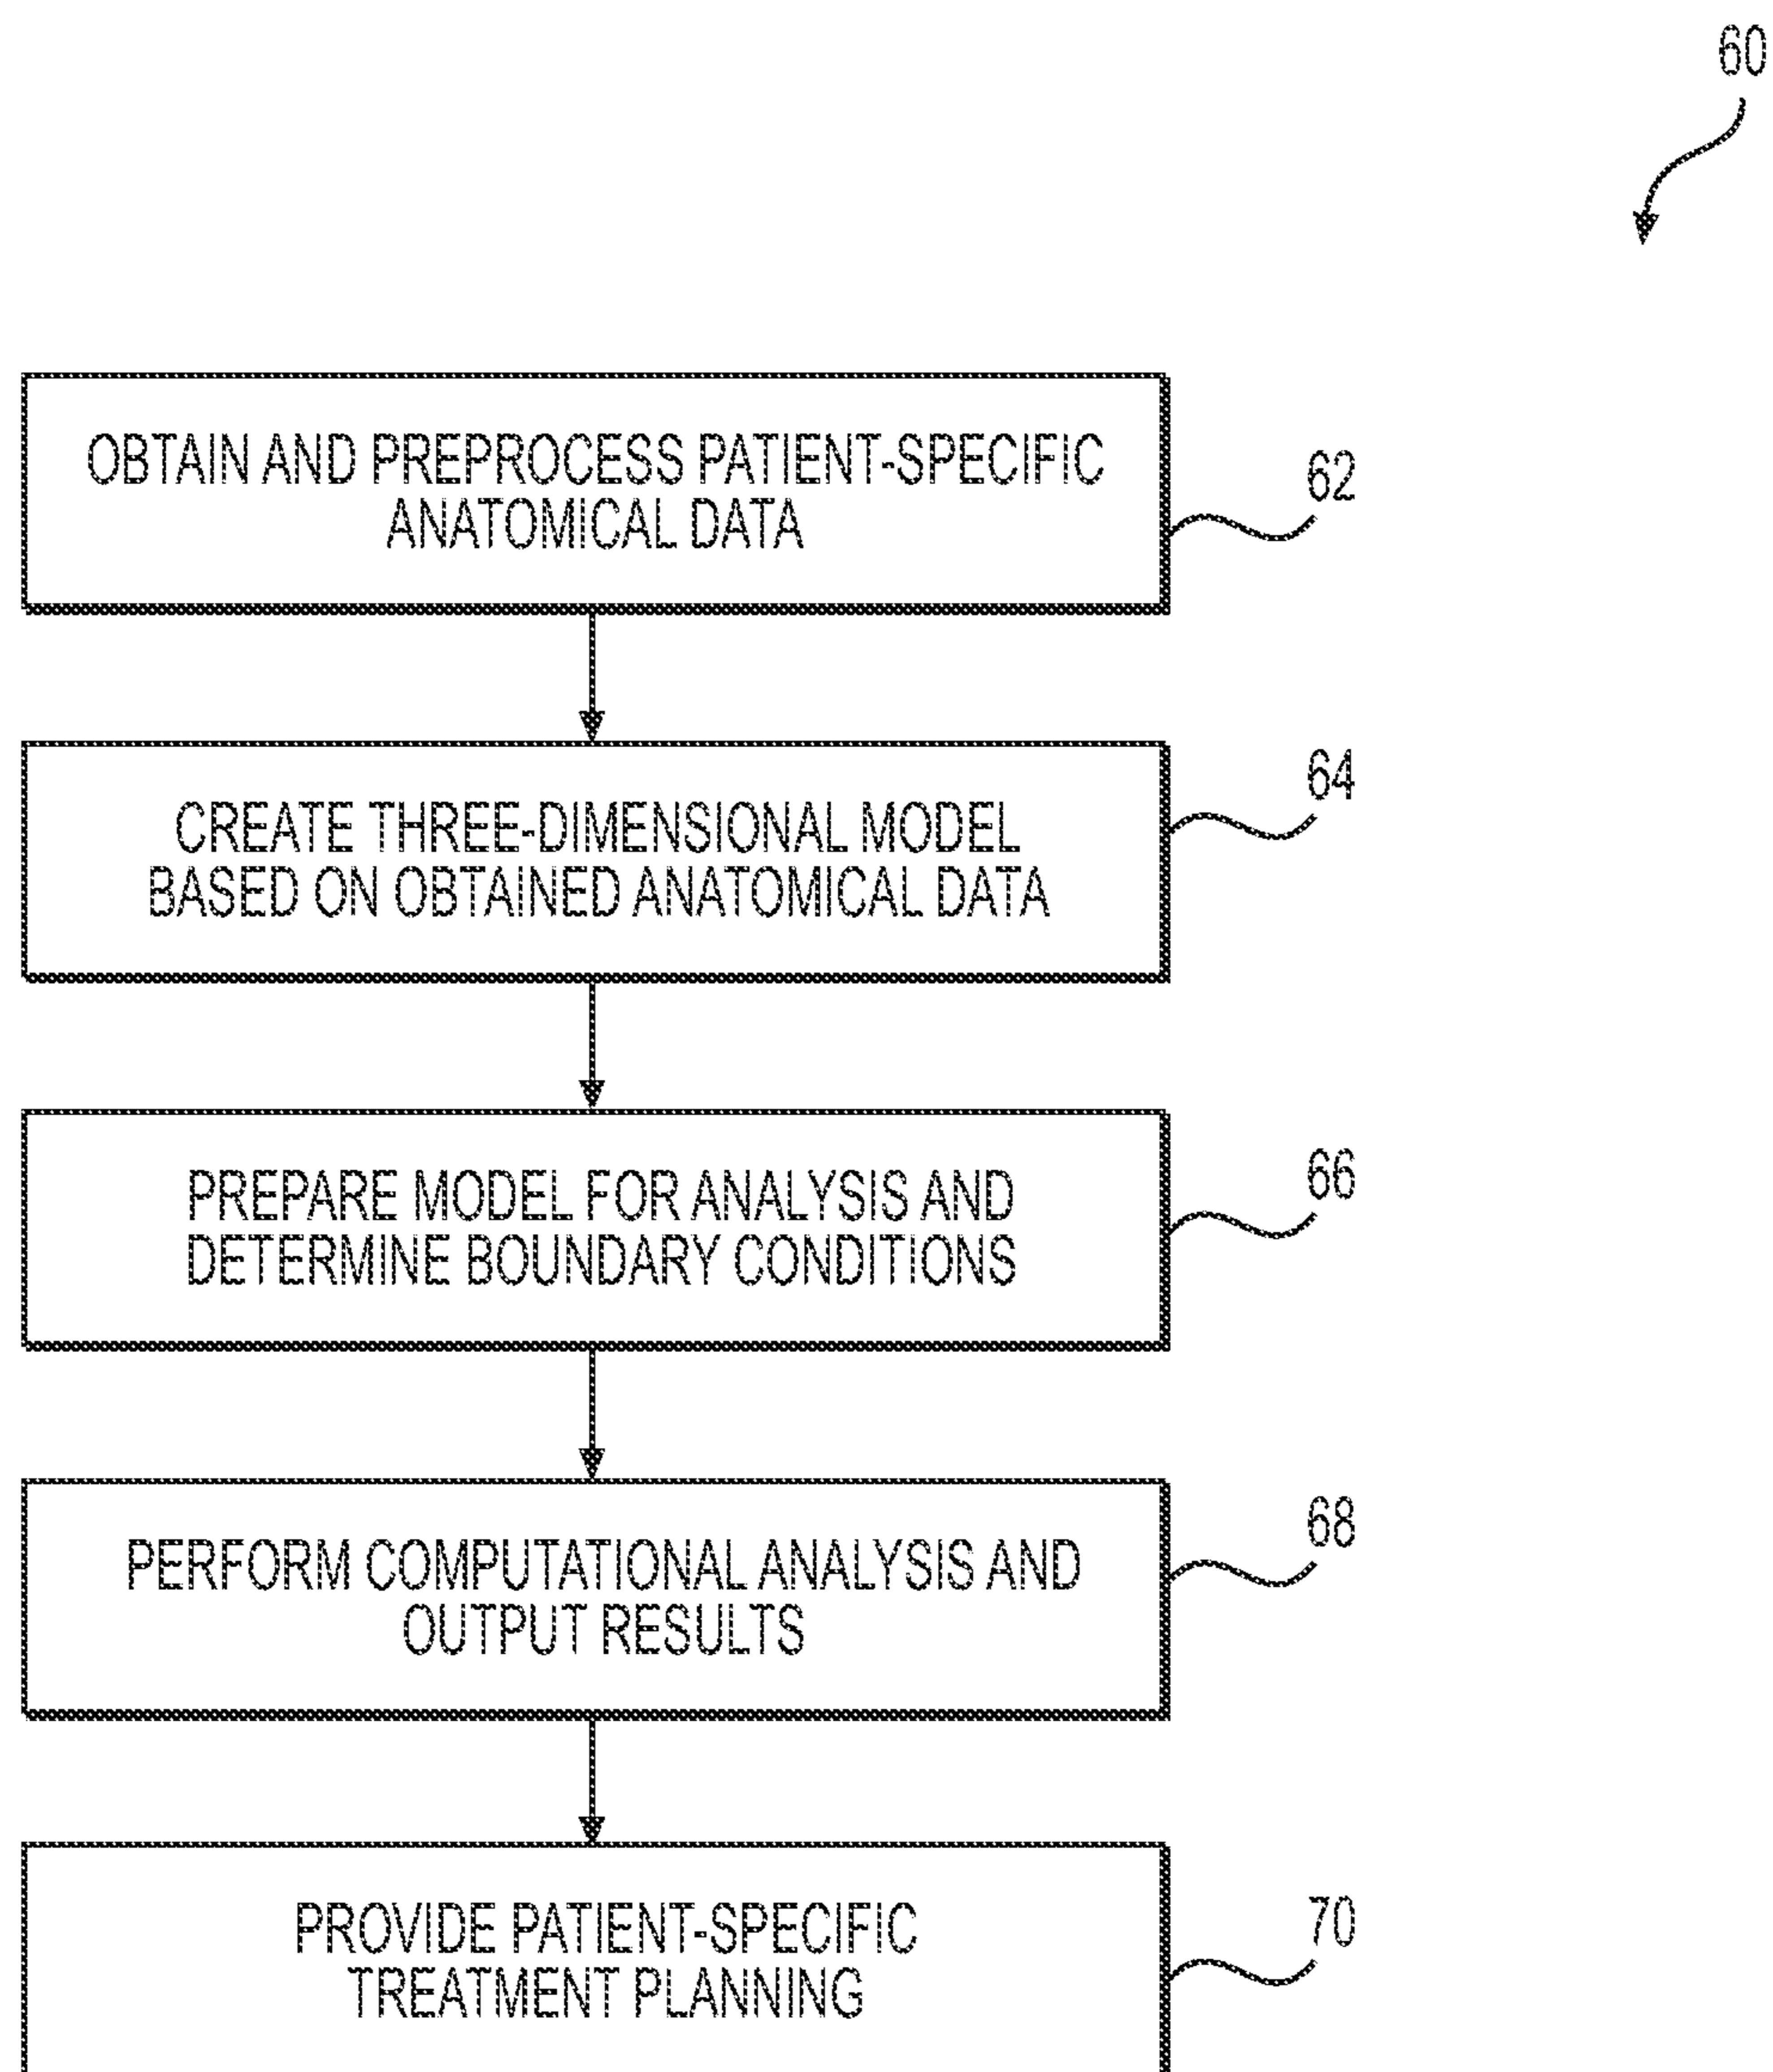 60
OBTAIN AND PREPROCESS PATIENT-SPECIFIC
ANATOMICAL DATA
62
CREATE THREE-DIMENSIONAL MODEL
BASED ON OBTAINED ANATOMICAL DATA
64
PREPARE MODEL FOR ANALYSIS AND
DETERMINE BOUNDARY CONDITIONS
66
PERFORM COMPUTATIONAL ANALYSIS AND
OUTPUT RESULTS
68
PROVIDE PATIENT-SPECIFIC
TREATMENT PLANNING
70